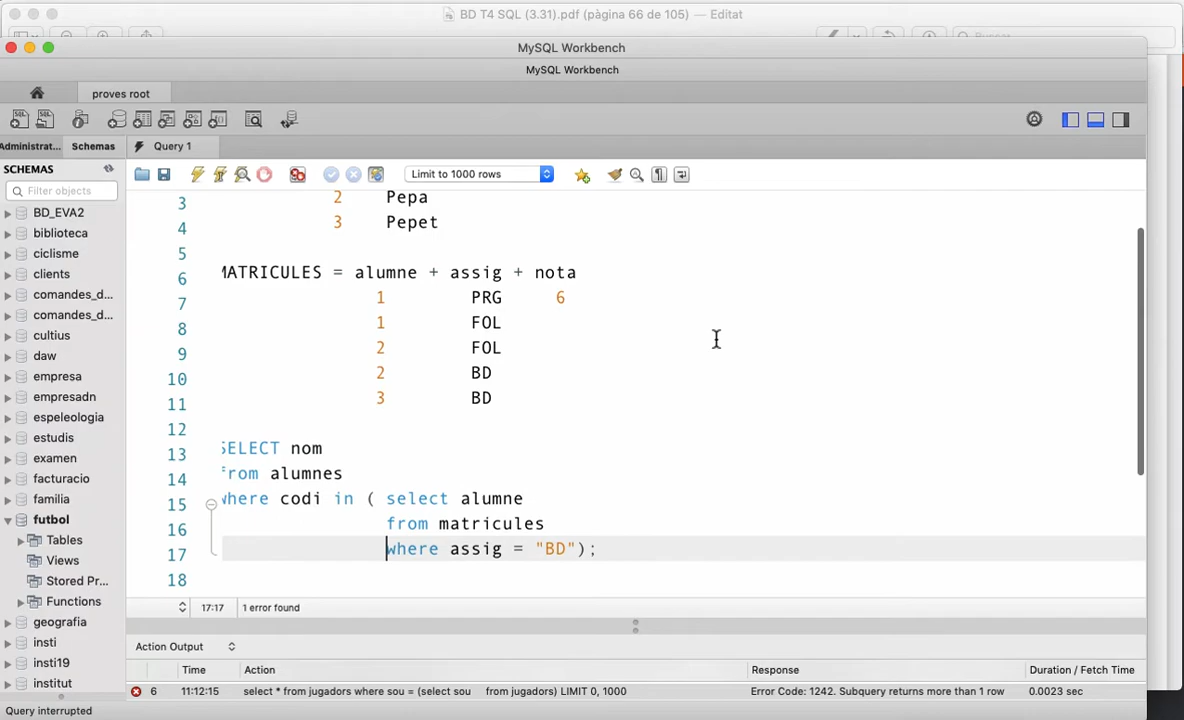 BD T4 SQL (3.31).pdf (pàgina 66 de 105) — Editat
MySQL Workbench
MySQL Workbench
proves root
Administrat... Schemas Query 1
SCHEMAS
Limit to 1000 rows
Filter objects
BD_EVA2
biblioteca
ciclisme
clients
comandes_d...
comandes_d...
cultius
daw
empresa
empresadn
espeleologia
estudis
examen
facturacio
familia
futbol
Tables
Views
Stored Pr...
Functions
geografia
insti
insti19
institut
3 2 Pepa
4 3 Pepet
5
6 MATRICULES = alumne + assig + nota
7 1 PRG 6
8 1 FOL
9 2 FOL
10 2 BD
11 3 BD
12
13 SELECT nom
14 from alumnes
15 where codi in ( select alumne
16 from matricules
17 where assig = "BD");
18
17:17 1 error found
Action Output
Time Action Response Duration / Fetch Time
6 11:12:15 select * from jugadors where sou = (select sou from jugadors) LIMIT 0, 1000 Error Code: 1242. Subquery returns more than 1 row 0.0023 sec
Query interrupted